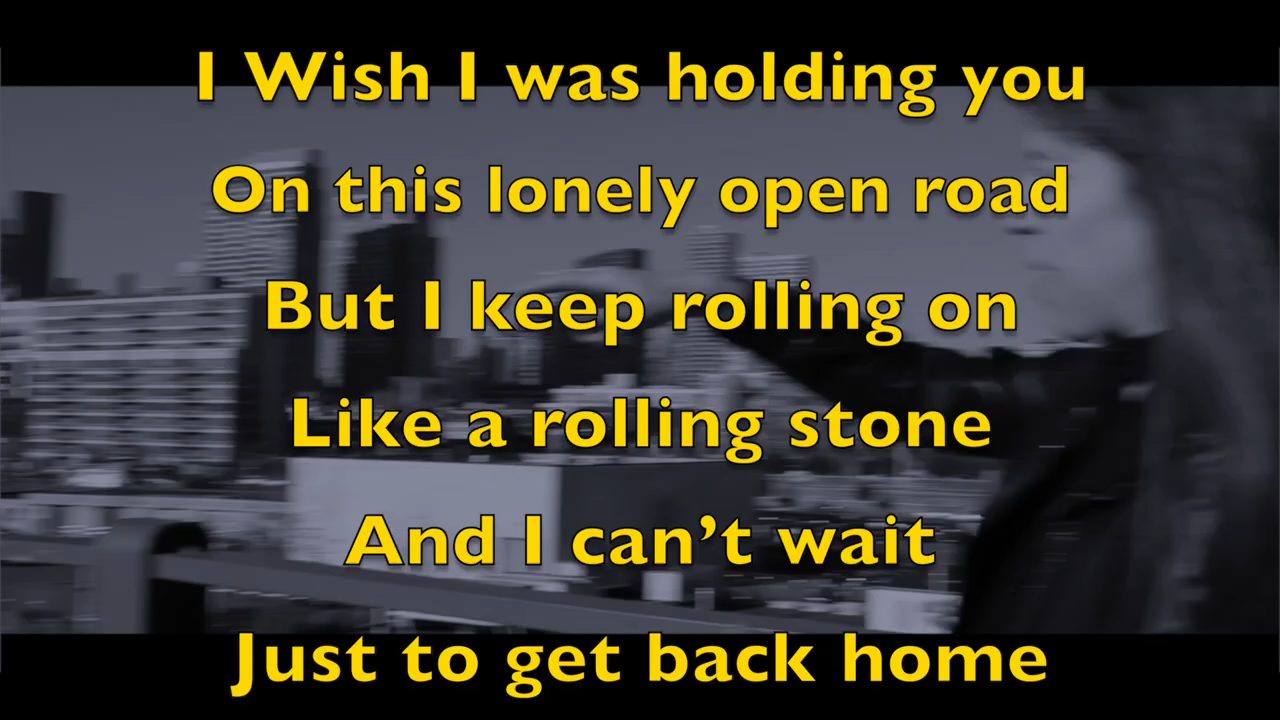 I Wish I was holding you
On this lonely open road
But I keep rolling on
Like a rolling stone
And I can’t wait
Just to get back home